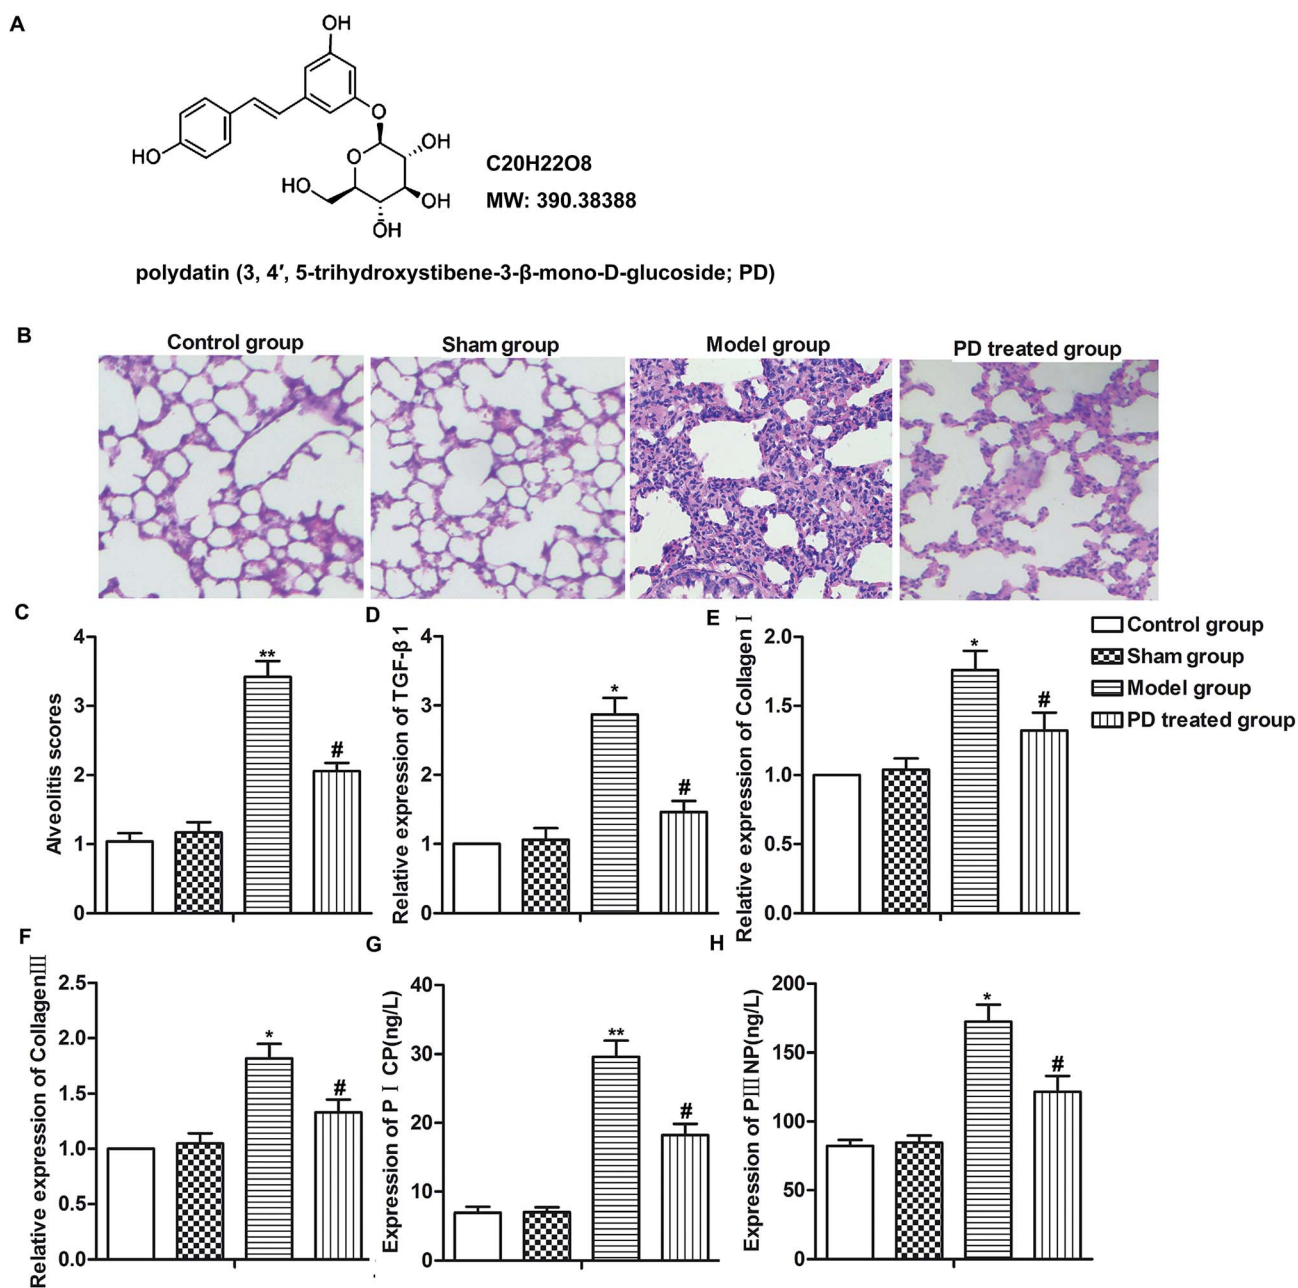 A
OH
HO
O
O
OH
HO
OH
OH
C20H22O8
MW: 390.38388
polydatin (3, 4′, 5-trihydroxystibene-3-β-mono-D-glucoside; PD)
B
Control group
Sham group
Model group
PD treated group
C
Alveolitis scores
4
3
2
1
0
**
#
D
Relative expression of TGF-β 1
4
3
2
1
0
*
#
E
Relative expression of Collagen Ⅰ
2.0
1.5
1.0
0.5
0.0
*
#
Control group
Sham group
Model group
PD treated group
F
Relative expression of CollagenⅢ
2.5
2.0
1.5
1.0
0.5
0.0
*
#
G
Expression of PⅠCP(ng/L)
40
30
20
10
0
**
#
H
Expression of PⅢNP(ng/L)
200
150
100
50
0
*
#